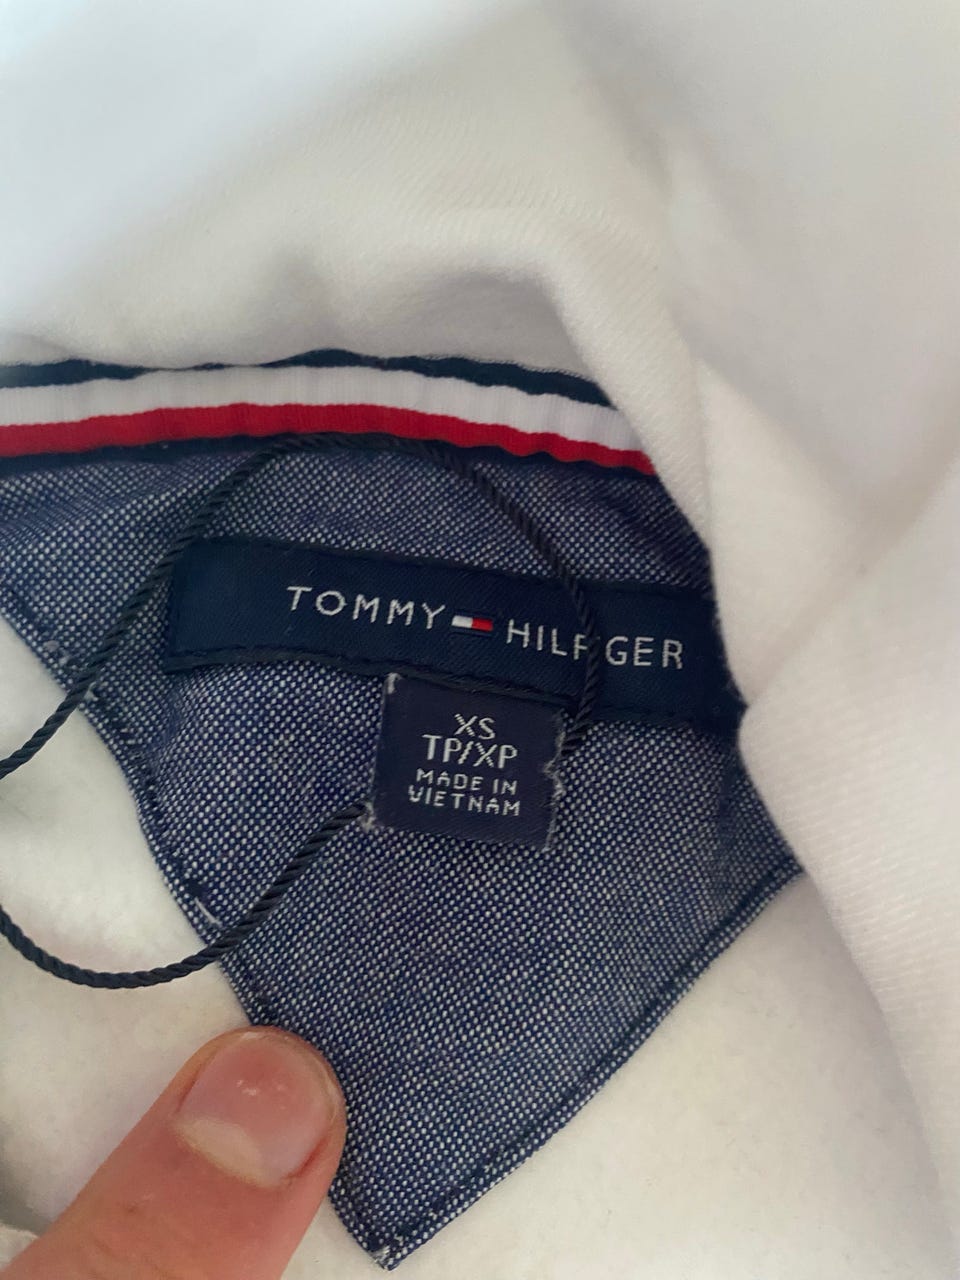 TOMMY HILFIGER
XS
TP/XP
MADE IN
VIETNAM